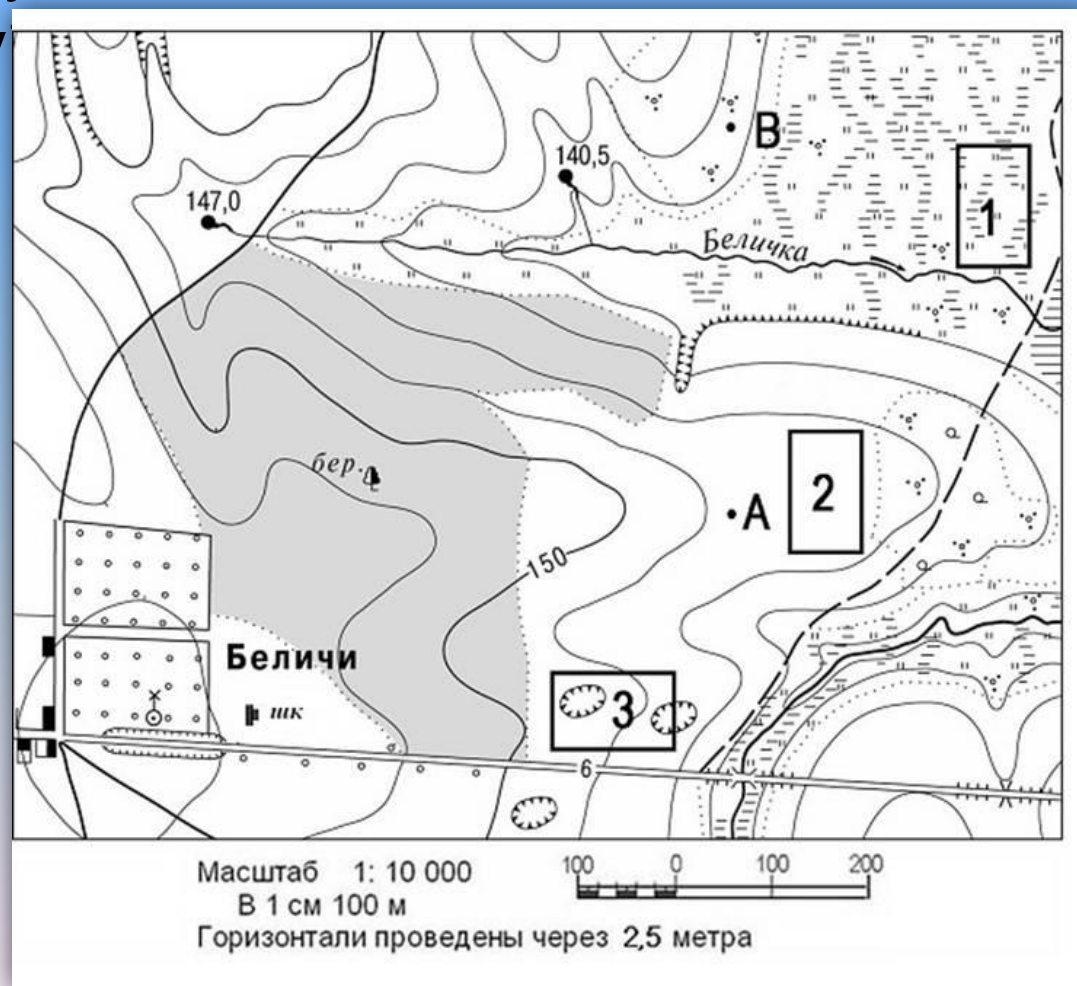 В
140,5
147,0
1
Беличка
бер.
2
А
150
Беличи
3
шк
6
Масштаб 1: 10 000
В 1 см 100 м
Горизонтали проведены через 2,5 метра
100 0 100 200